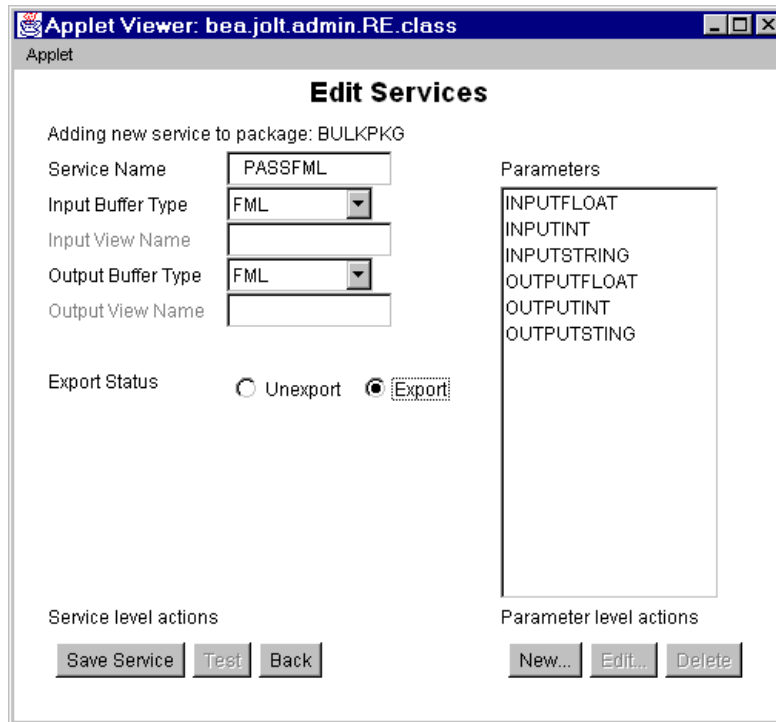 Applet Viewer: bea.jolt.admin.RE.class
Applet
Edit Services
Adding new service to package: BULKPKG
Service Name PASSFML
Input Buffer Type FML
Input View Name
Output Buffer Type FML
Output View Name
Export Status Unexport Export
Parameters
INPUTFLOAT
INPUTINT
INPUTSTRING
OUTPUTFLOAT
OUTPUTINT
OUTPUTSTING
Service level actions
Save Service Test Back
Parameter level actions
New... Edit... Delete